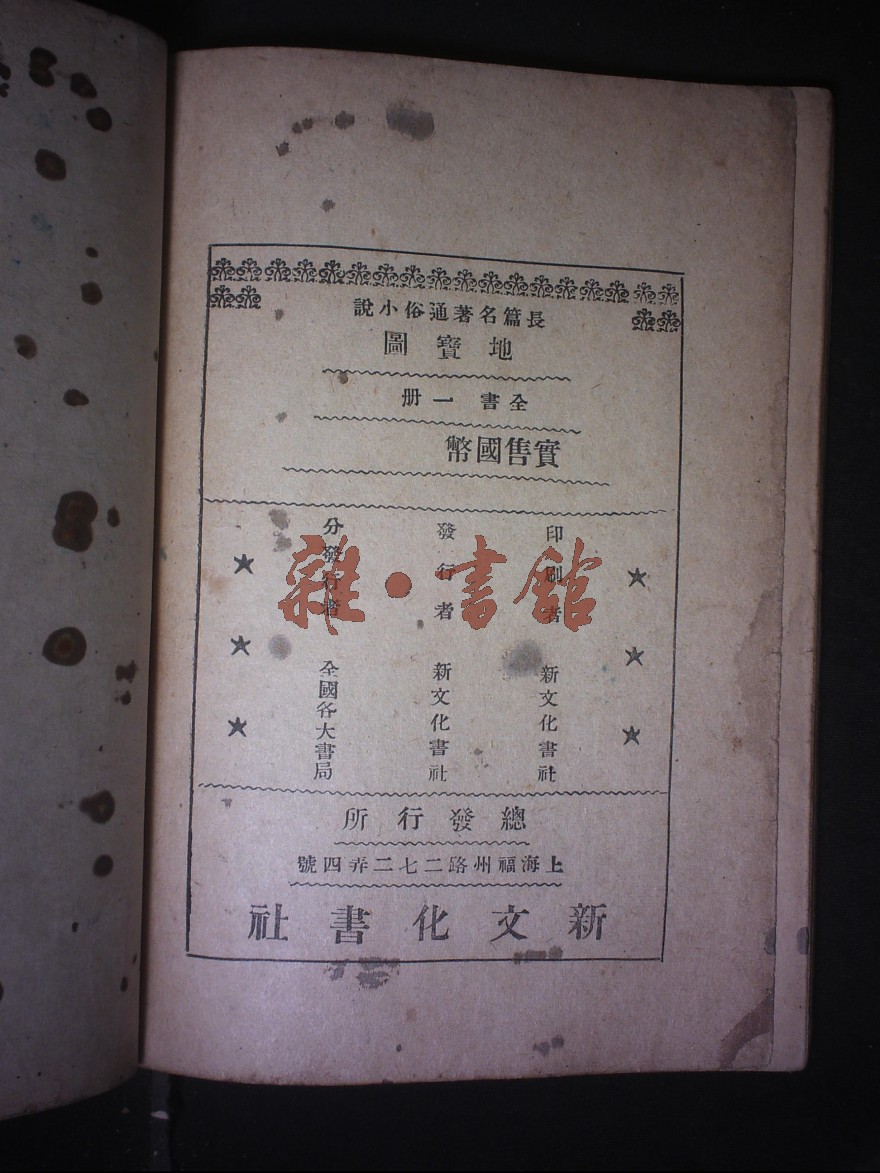 長篇名著通俗小說
地寶圖
全書一册
實售國幣
印刷者 新文化書社
發行者 新文化書社
分發行者 全國各大書局
雜·書館
總發行所
上海福州路二七二弄四號
新文化書社